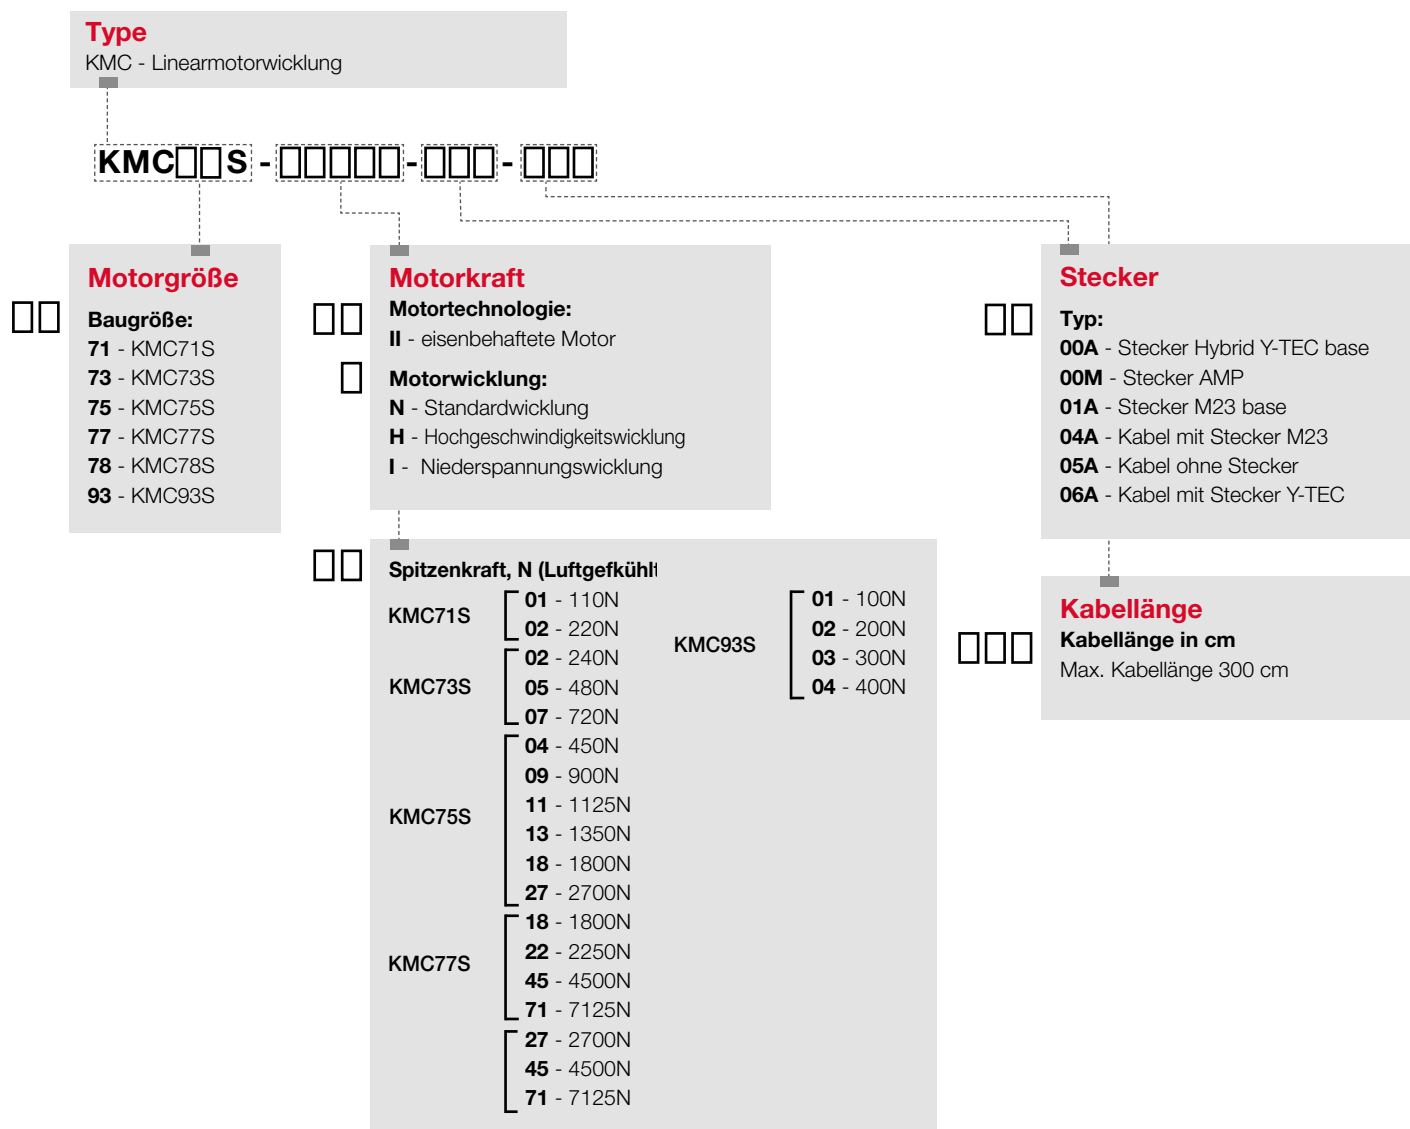 Type
KMC - Linearmotorwicklung
KMC□□S - □□□□□-□□□-□□□
Motorgröße
Baugröße:
71 - KMC71S
73 - KMC73S
75 - KMC75S
77 - KMC77S
78 - KMC78S
93 - KMC93S
Motorkraft
Motortechnologie:
II - eisenbehaftete Motor
Motorwicklung:
N - Standardwicklung
H - Hochgeschwindigkeitswicklung
I - Niederspannungswicklung
Spitzenkraft, N (Luftgefkühlt
KMC71S
01 - 110N
02 - 220N
KMC73S
02 - 240N
05 - 480N
07 - 720N
KMC75S
04 - 450N
09 - 900N
11 - 1125N
13 - 1350N
18 - 1800N
27 - 2700N
KMC77S
18 - 1800N
22 - 2250N
45 - 4500N
71 - 7125N
27 - 2700N
45 - 4500N
71 - 7125N
KMC93S
01 - 100N
02 - 200N
03 - 300N
04 - 400N
Stecker
Typ:
00A - Stecker Hybrid Y-TEC base
00M - Stecker AMP
01A - Stecker M23 base
04A - Kabel mit Stecker M23
05A - Kabel ohne Stecker
06A - Kabel mit Stecker Y-TEC
Kabellänge
Kabellänge in cm
Max. Kabellänge 300 cm